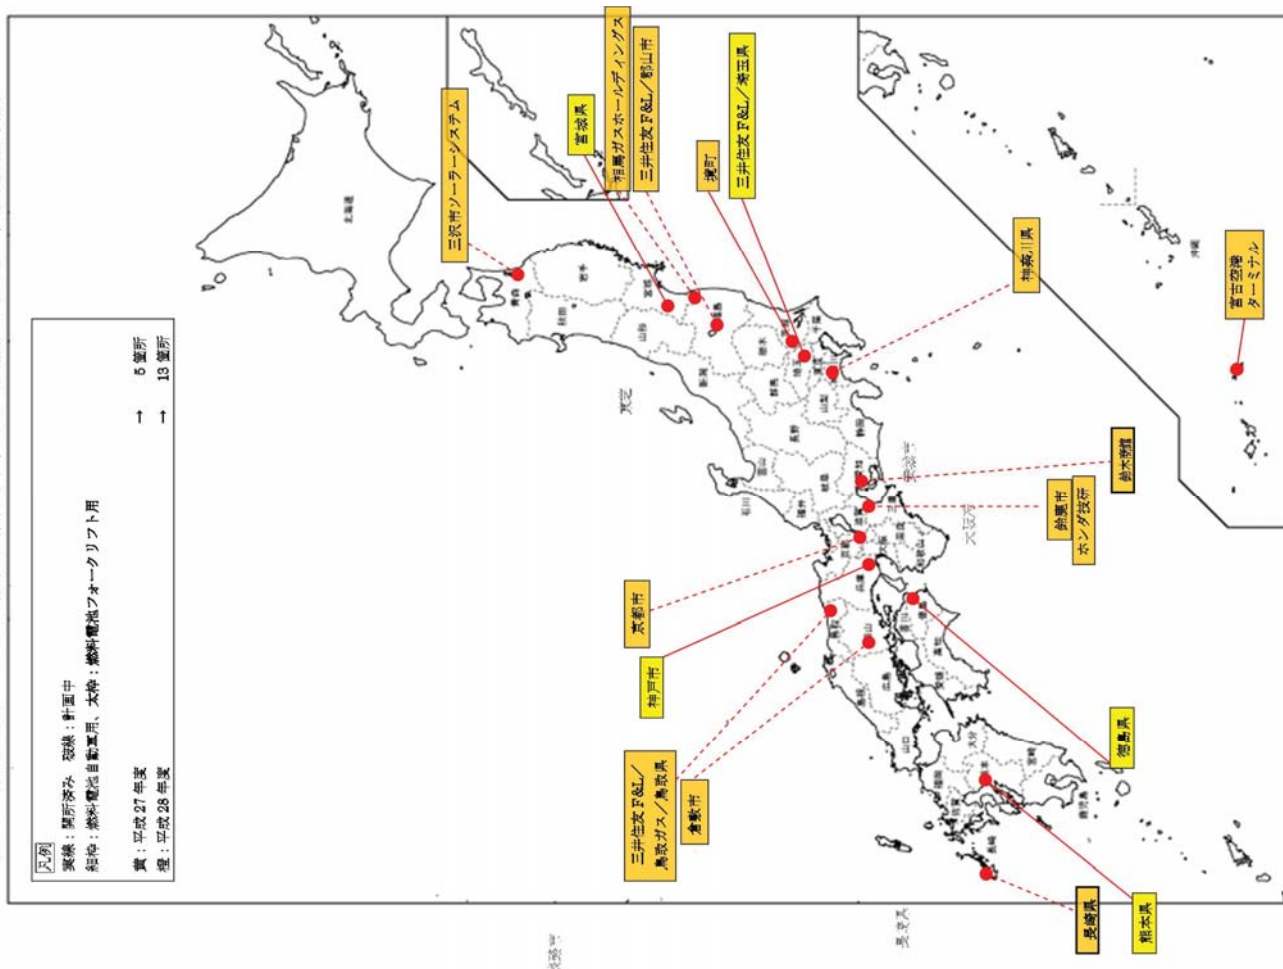 凡例
実線：開所済み 破線：計画中
細枠：燃料電池自動車用、太枠：燃料電池フォークリフト用
黄：平成27年度 → 5箇所
橙：平成28年度 → 13箇所
三沢市ソーラーシステム
宮城県
相馬ガスホールディングス
三井住友F&L／郡山市
境町
三井住友F&L／埼玉県
神奈川県
宮古空港
ターミナル
鈴木商館
鈴鹿市
ホンダ技研
京都市
神戸市
三井住友F&L／
鳥取ガス／鳥取県
倉敷市
徳島県
熊本県
長崎県
北海道
青森
岩手
秋田
宮城
山形
福島
新潟
栃木
群馬
埼玉
千葉
山梨
長野
静岡
富山
石川
岐阜
福井
愛知
滋賀
三重
京都
大阪
奈良
和歌山
兵庫
鳥取
岡山
島根
広島
山口
香川
徳島
高知
愛媛
福岡
佐賀
長崎
大分
熊本
宮崎
鹿児島
沖縄